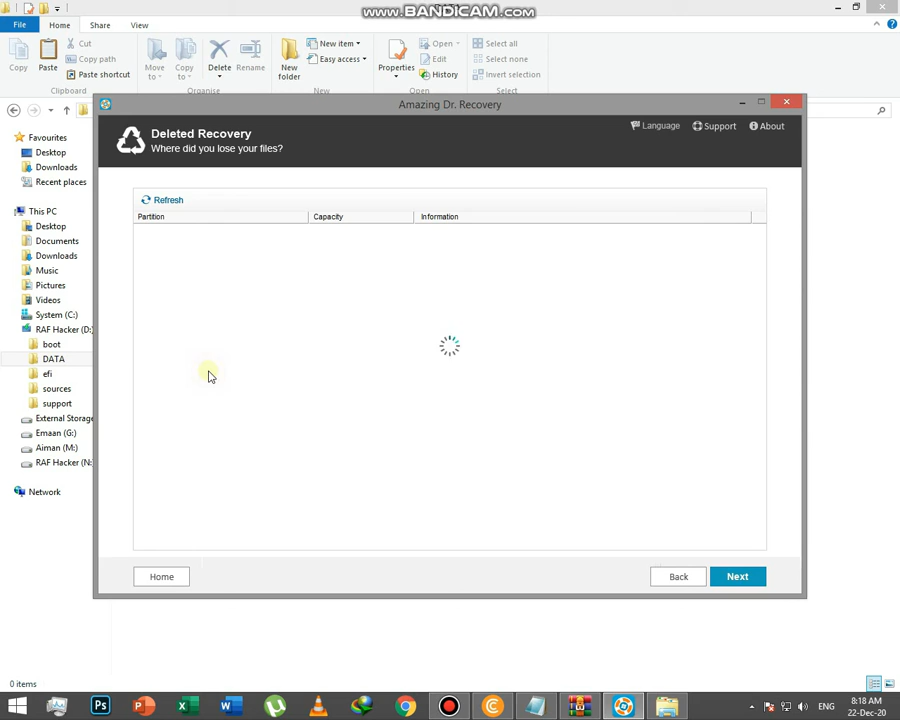 www.BANDICAM.com
File Home Share View
Copy
Paste
Cut
Copy path
Paste shortcut
Clipboard
Move to
Copy to
Delete
Rename
Organise
New folder
New item
Easy access
New
Properties
Open
Edit
History
Open
Select all
Select none
Invert selection
Select
Amazing Dr. Recovery
Deleted Recovery
Where did you lose your files?
Language Support About
Refresh
Partition Capacity Information
Home Back Next
Favourites
Desktop
Downloads
Recent places
This PC
Desktop
Documents
Downloads
Music
Pictures
Videos
System (C:)
RAF Hacker (D:)
boot
DATA
efi
sources
support
External Storage
Emaan (G:)
Aiman (M:)
RAF Hacker (N:
Network
0 items
ENG
8:18 AM
22-Dec-20